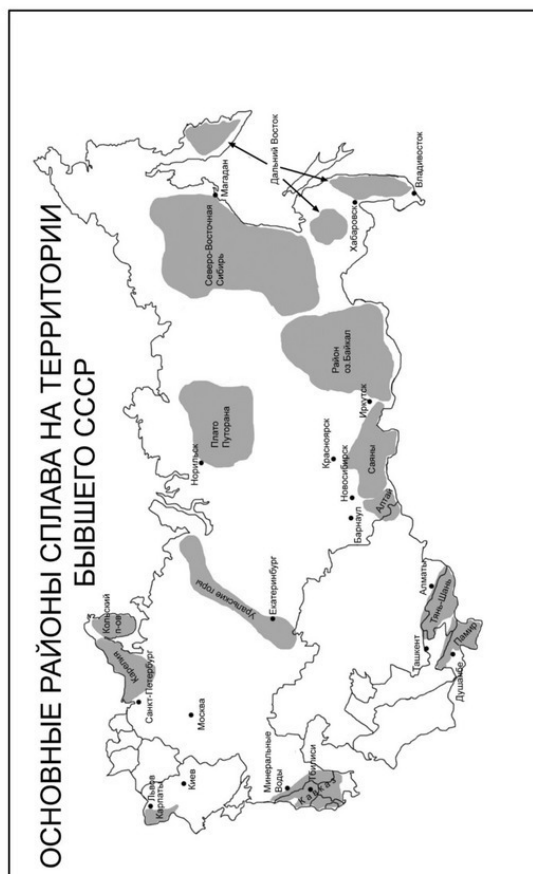 ОСНОВНЫЕ РАЙОНЫ СПЛАВА НА ТЕРРИТОРИИ
БЫВШЕГО СССР
Кольский
п-ов
Карелия
Санкт-Петербург
Москва
Львов
Карпаты
Киев
Минеральные
Воды
Тбилиси
Кавказ
Уральские горы
Екатеринбург
Норильск
Плато
Путорана
Северо-Восточная
Сибирь
Магадан
Дальний Восток
Хабаровск
Владивосток
Район
оз.Байкал
Иркутск
Красноярск
Саяны
Новосибирск
Барнаул
Алтай
Алматы
Тянь-Шань
Ташкент
Памир
Душанбе